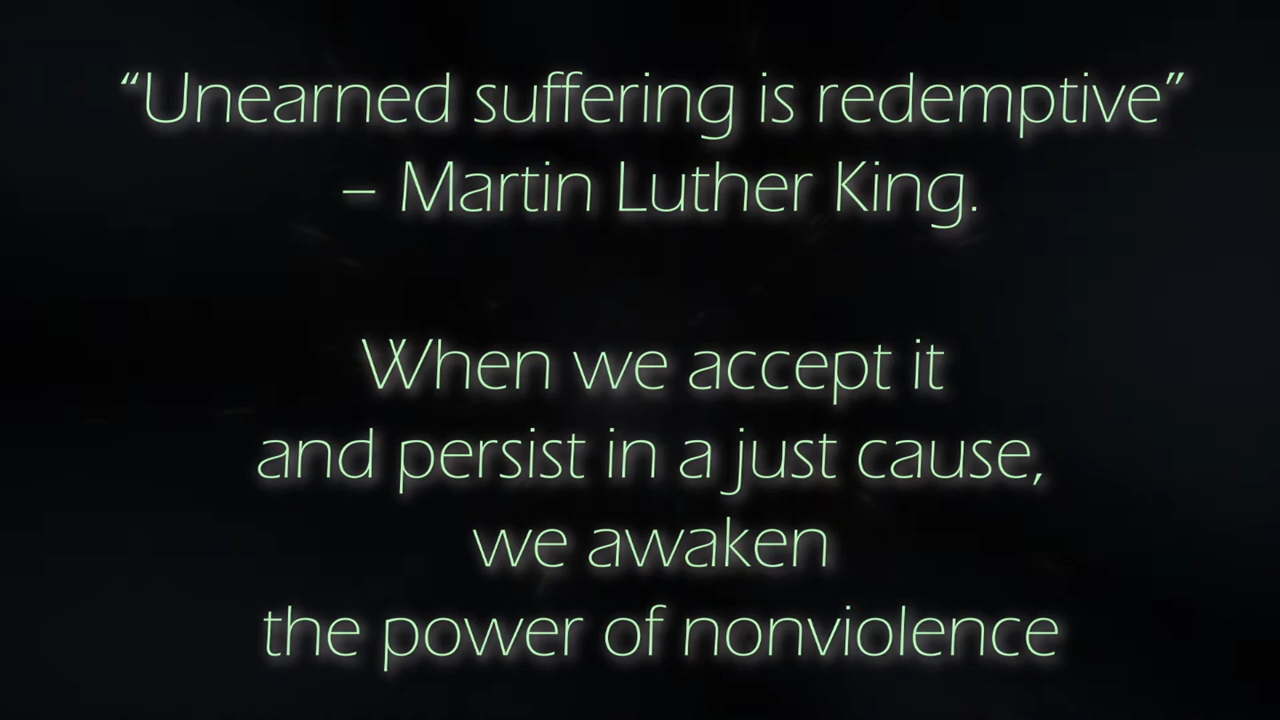 “Unearned suffering is redemptive”
– Martin Luther King.
When we accept it
and persist in a just cause,
we awaken
the power of nonviolence